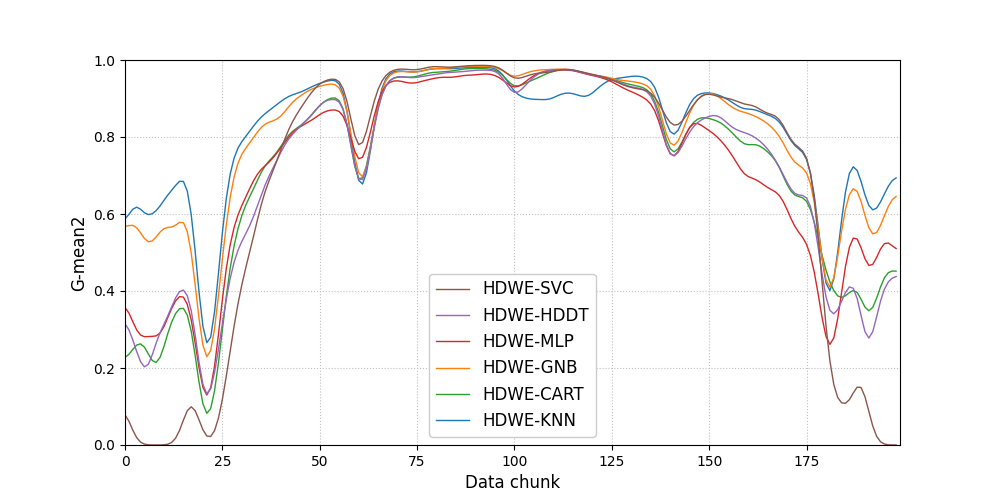 1.0
0.8
0.6
0.4
0.2
0.0
G-mean2
HDWE-SVC
HDWE-HDDT
HDWE-MLP
HDWE-GNB
HDWE-CART
HDWE-KNN
0 25 50 75 100 125 150 175
Data chunk